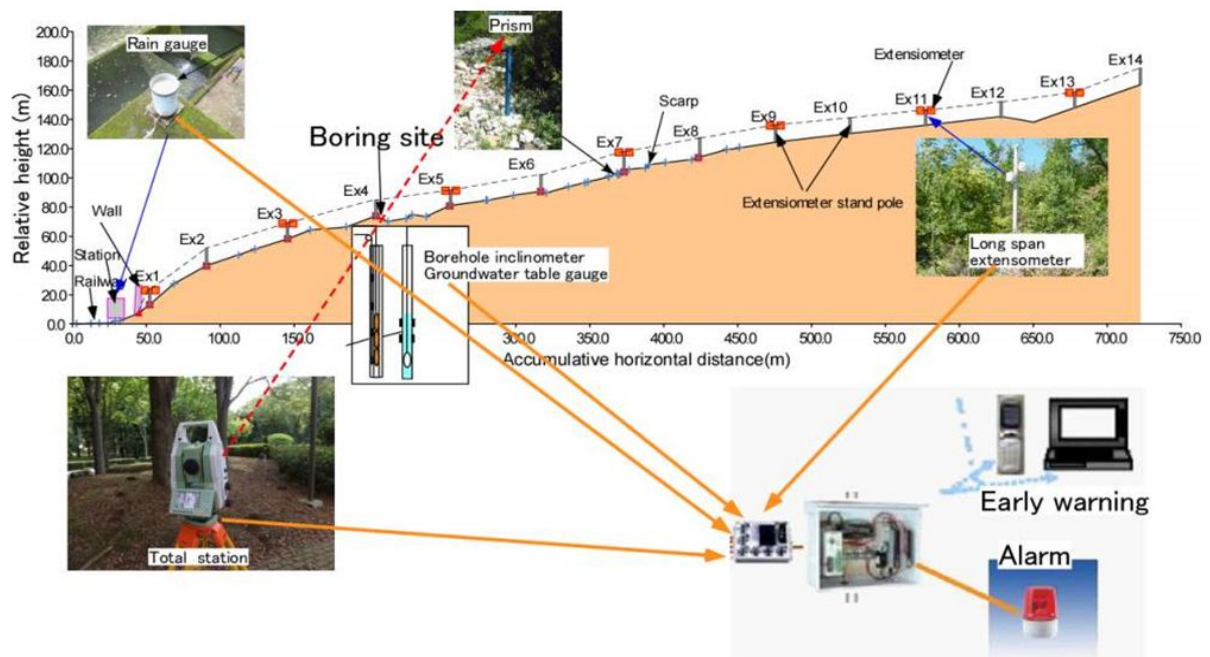 Relative height (m)
200.0
180.0
160.0
140.0
120.0
100.0
80.0
60.0
40.0
20.0
0.0
Rain gauge
Prism
Boring site
Scarp
Extensiometer
Ex14
Ex13
Ex12
Ex11
Ex10
Ex9
Ex8
Ex7
Ex6
Ex5
Ex4
Ex3
Ex2
Ex1
Wall
Station
Railway
Extensiometer stand pole
Long span
extensometer
Borehole inclinometer
Groundwater table gauge
0
50.0
100.0
150.0
300.0
350.0
400.0
450.0
500.0
550.0
600.0
650.0
700.0
750.0
Accumulative horizontal distance(m)
Total station
Early warning
Alarm